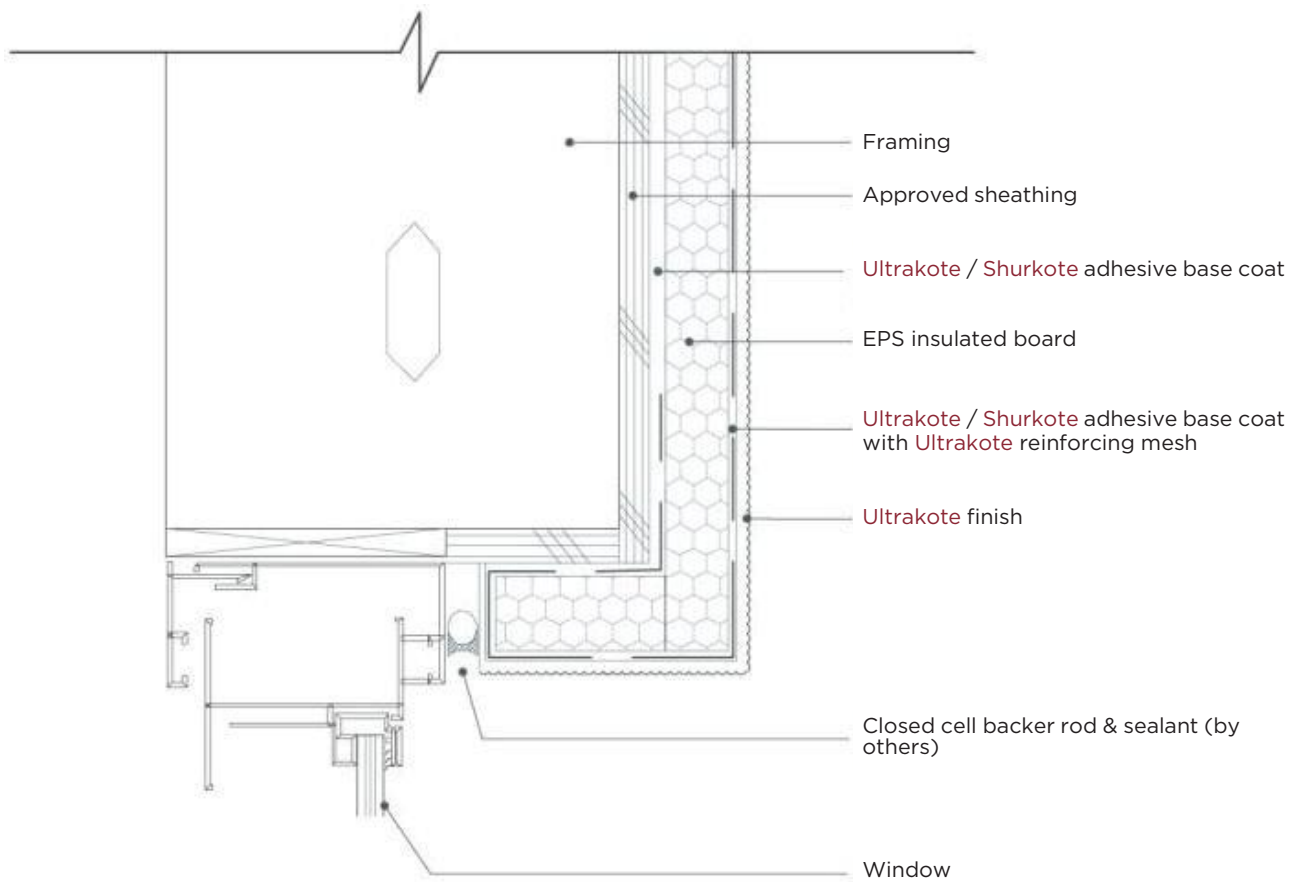 Framing
Approved sheathing
Ultrakote / Shurkote adhesive base coat
EPS insulated board
Ultrakote / Shurkote adhesive base coat
with Ultrakote reinforcing mesh
Ultrakote finish
Closed cell backer rod & sealant (by
others)
Window